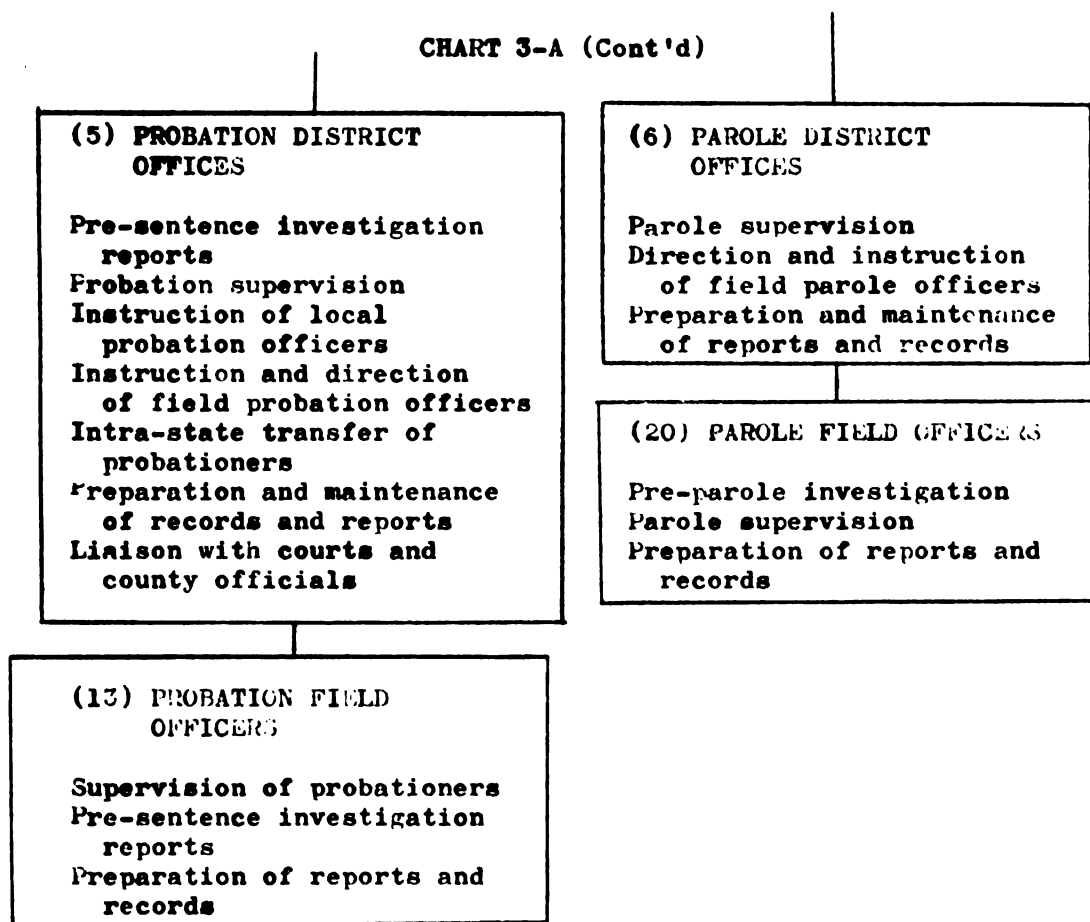 CHART 3-A (Cont'd)
(5) PROBATION DISTRICT
OFFICES
Pre-sentence investigation
reports
Probation supervision
Instruction of local
probation officers
Instruction and direction
of field probation officers
Intra-state transfer of
probationers
Preparation and maintenance
of records and reports
Liaison with courts and
county officials
(13) PROBATION FIELD
OFFICERS
Supervision of probationers
Pre-sentence investigation
reports
Preparation of reports and
records
(6) PAROLE DISTRICT
OFFICES
Parole supervision
Direction and instruction
of field parole officers
Preparation and maintenance
of reports and records
(20) PAROLE FIELD OFFICERS
Pre-parole investigation
Parole supervision
Preparation of reports and
records